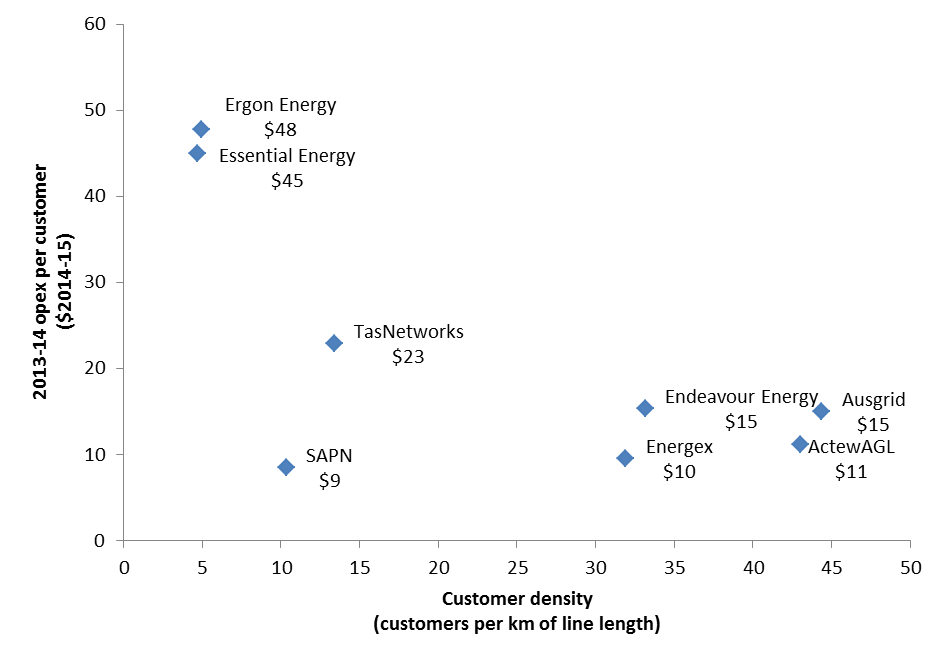 60
50
40
30
20
10
0
2013-14 opex per customer
($2014-15)
Ergon Energy
$48
Essential Energy
$45
TasNetworks
$23
SAPN
$9
Endeavour Energy
$15
Energex
$10
Ausgrid
$15
ActewAGL
$11
0 5 10 15 20 25 30 35 40 45 50
Customer density
(customers per km of line length)